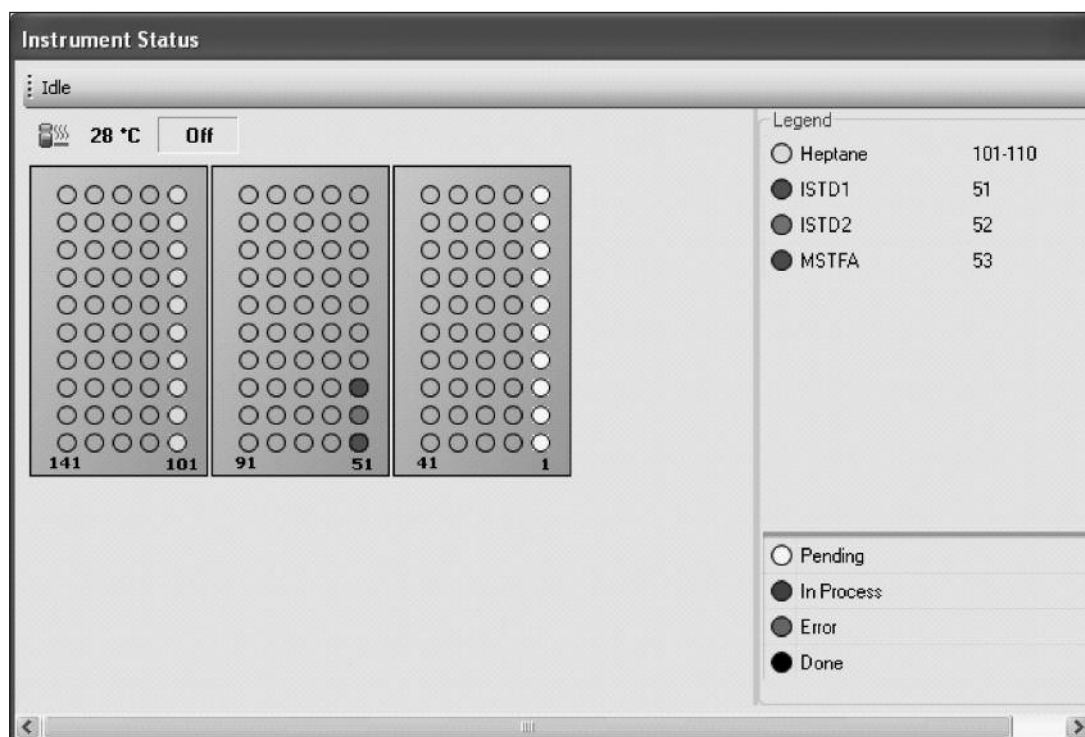 Instrument Status
Idle
28 °C Off
Legend
Heptane 101-110
ISTD1 51
ISTD2 52
MSTFA 53
141 101 91 51 41 1
Pending
In Process
Error
Done